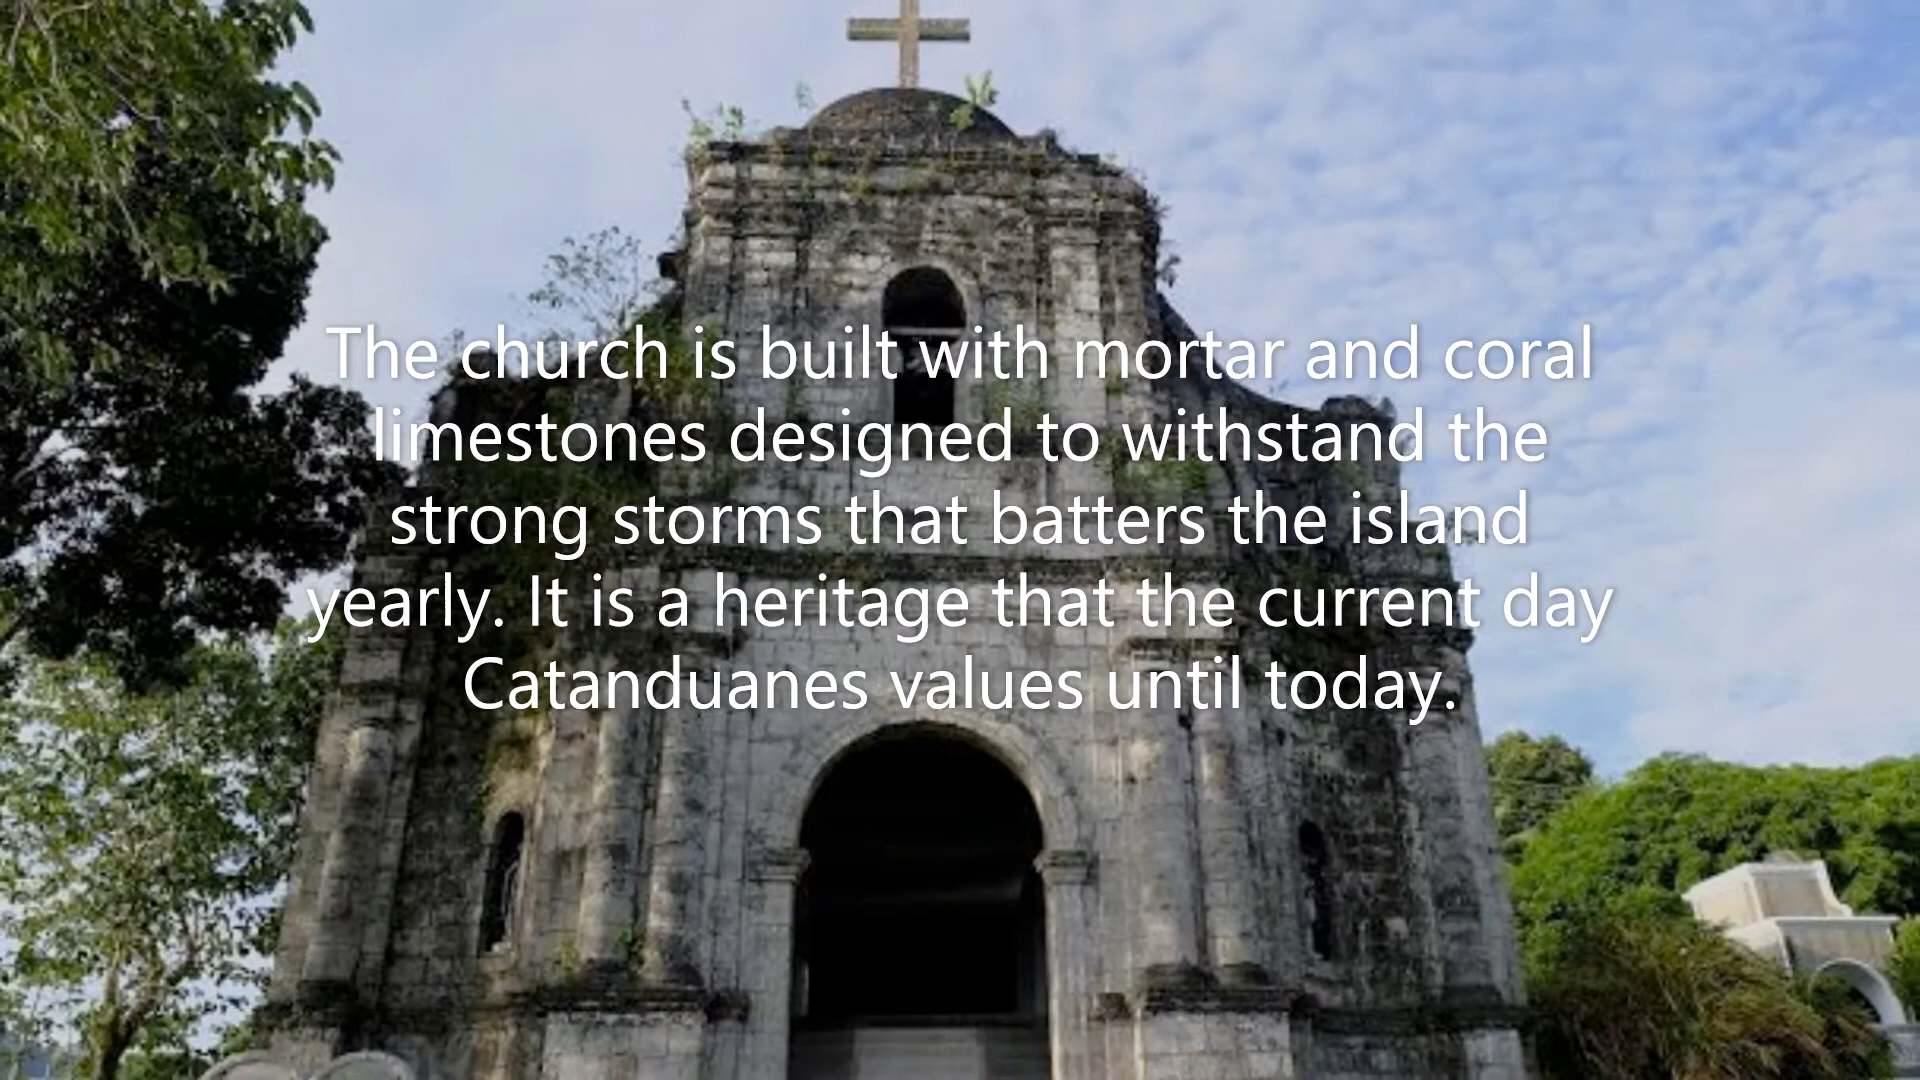 The church is built with mortar and coral
limestones designed to withstand the
strong storms that batters the island
yearly. It is a heritage that the current day
Catanduanes values until today.